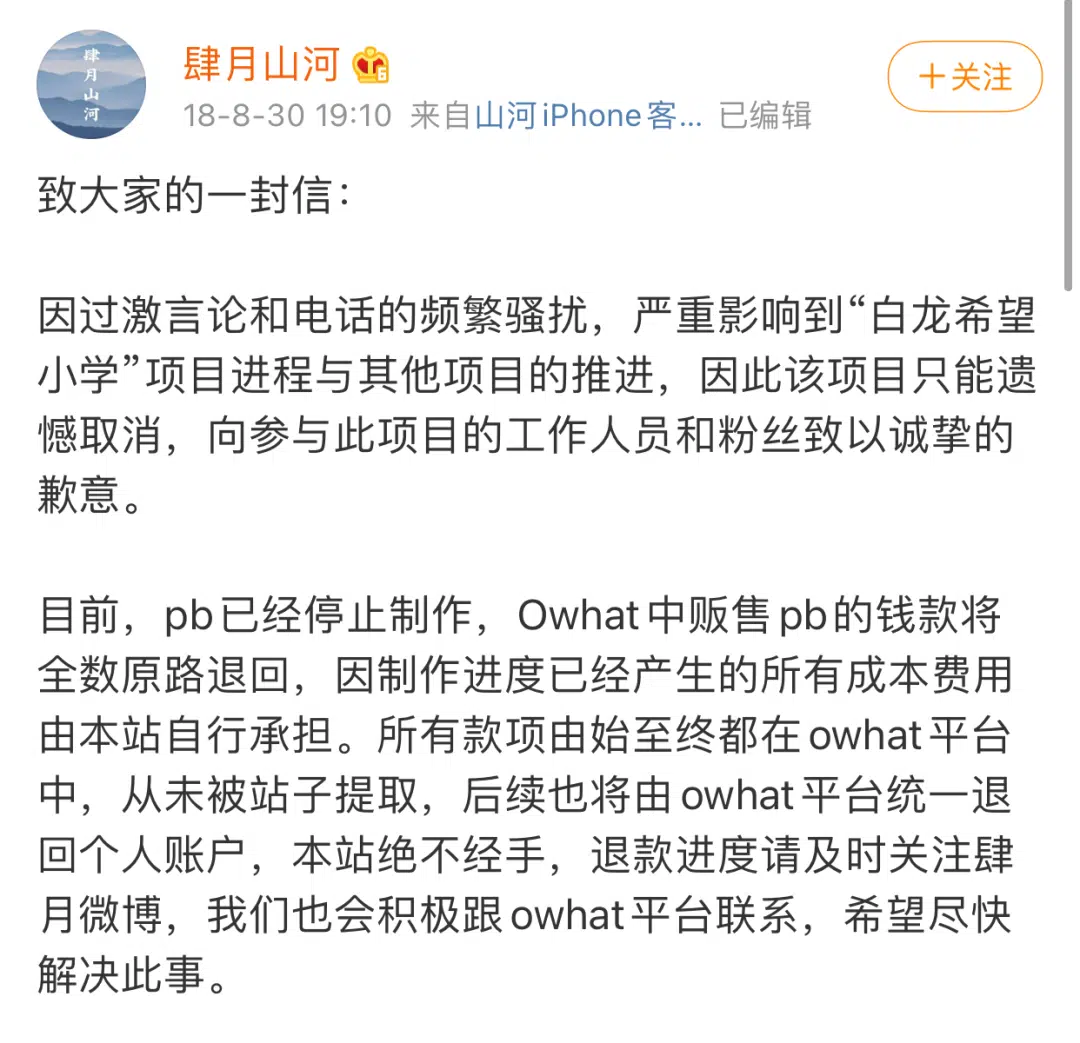 肆月山河
肆月山河 6
18-8-30 19:10 来自山河iPhone客... 已编辑
+关注
致大家的一封信：
因过激言论和电话的频繁骚扰，严重影响到“白龙希望
小学”项目进程与其他项目的推进，因此该项目只能遗
憾取消，向参与此项目的工作人员和粉丝致以诚挚的
歉意。
目前，pb已经停止制作，Owhat中贩售pb的钱款将
全数原路退回，因制作进度已经产生的所有成本费用
由本站自行承担。所有款项由始至终都在owhat平台
中，从未被站子提取，后续也将由owhat平台统一退
回个人账户，本站绝不经手，退款进度请及时关注肆
月微博，我们也会积极跟owhat平台联系，希望尽快
解决此事。